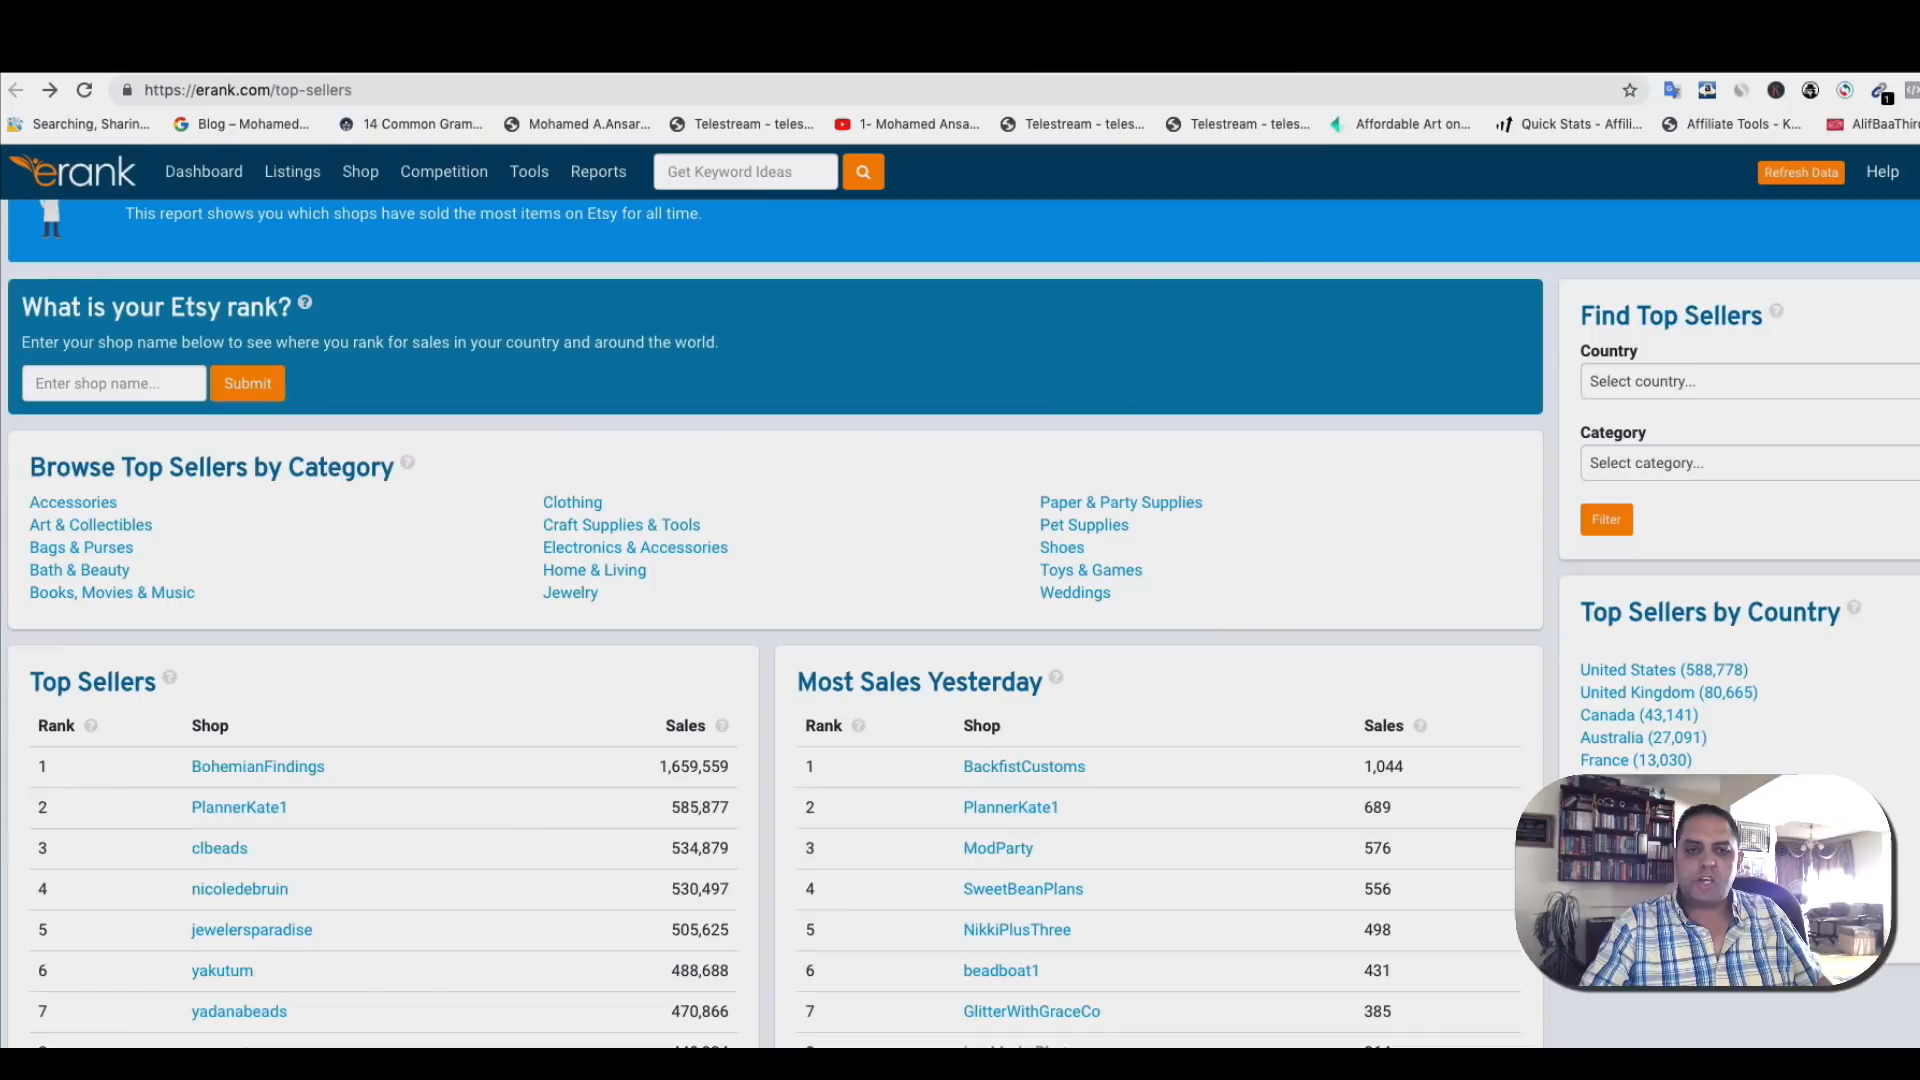 https://erank.com/top-sellers
Searching, Sharin...
Blog – Mohamed...
14 Common Gram...
Mohamed A.Ansar...
Telestream - teles...
1- Mohamed Ansa...
Telestream - teles...
Telestream - teles...
Affordable Art on...
Quick Stats - Affili...
Affiliate Tools - K...
AlifBaaThir
erank
Dashboard
Listings
Shop
Competition
Tools
Reports
Get Keyword Ideas
Refresh Data
Help
This report shows you which shops have sold the most items on Etsy for all time.
What is your Etsy rank?
Enter your shop name below to see where you rank for sales in your country and around the world.
Enter shop name...
Submit
Find Top Sellers
Country
Select country...
Category
Select category...
Filter
Browse Top Sellers by Category
Accessories
Art & Collectibles
Bags & Purses
Bath & Beauty
Books, Movies & Music
Clothing
Craft Supplies & Tools
Electronics & Accessories
Home & Living
Jewelry
Paper & Party Supplies
Pet Supplies
Shoes
Toys & Games
Weddings
Top Sellers by Country
United States (588,778)
United Kingdom (80,665)
Canada (43,141)
Australia (27,091)
France (13,030)
Top Sellers
Rank Shop Sales
1 BohemianFindings 1,659,559
2 PlannerKate1 585,877
3 clbeads 534,879
4 nicoledebruin 530,497
5 jewelersparadise 505,625
6 yakutum 488,688
7 yadanabeads 470,866
Most Sales Yesterday
Rank Shop Sales
1 BackfistCustoms 1,044
2 PlannerKate1 689
3 ModParty 576
4 SweetBeanPlans 556
5 NikkiPlusThree 498
6 beadboat1 431
7 GlitterWithGraceCo 385